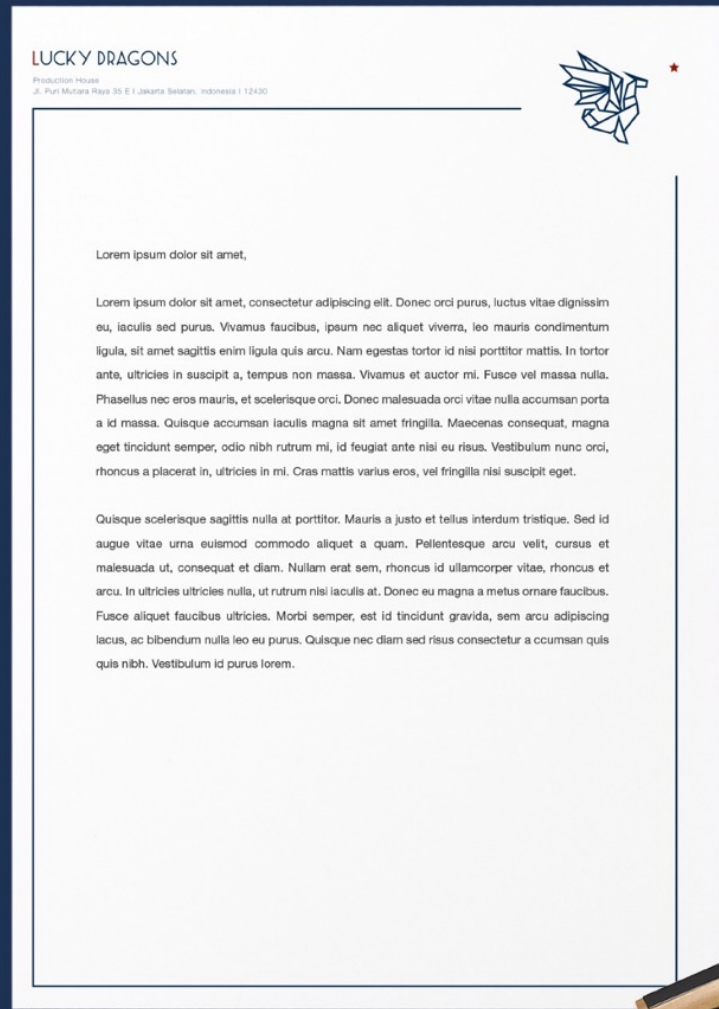 LUCKY DRAGONS
Production House
Jl. Puri Mutiara Raya 35 E I Jakarta Selatan, Indonesia I 12430
Lorem ipsum dolor sit amet,
Lorem ipsum dolor sit amet, consectetur adipiscing elit. Donec orci purus, luctus vitae dignissim
eu, iaculis sed purus. Vivamus faucibus, ipsum nec aliquet viverra, leo mauris condimentum
ligula, sit amet sagittis enim ligula quis arcu. Nam egestas tortor id nisi porttitor mattis. In tortor
ante, ultricies in suscipit a, tempus non massa. Vivamus et auctor mi. Fusce vel massa nulla.
Phasellus nec eros mauris, et scelerisque orci. Donec malesuada orci vitae nulla accumsan porta
a id massa. Quisque accumsan iaculis magna sit amet fringilla. Maecenas consequat, magna
eget tincidunt semper, odio nibh rutrum mi, id feugiat ante nisi eu risus. Vestibulum nunc orci,
rhoncus a placerat in, ultricies in mi. Cras mattis varius eros, vel fringilla nisi suscipit eget.
Quisque scelerisque sagittis nulla at porttitor. Mauris a justo et tellus interdum tristique. Sed id
augue vitae urna euismod commodo aliquet a quam. Pellentesque arcu velit, cursus et
malesuada ut, consequat et diam. Nullam erat sem, rhoncus id ullamcorper vitae, rhoncus et
arcu. In ultricies ultricies nulla, ut rutrum nisi iaculis at. Donec eu magna a metus ornare faucibus.
Fusce aliquet faucibus ultricies. Morbi semper, est id tincidunt gravida, sem arcu adipiscing
lacus, ac bibendum nulla leo eu purus. Quisque nec diam sed risus consectetur a ccumsan quis
quis nibh. Vestibulum id purus lorem.